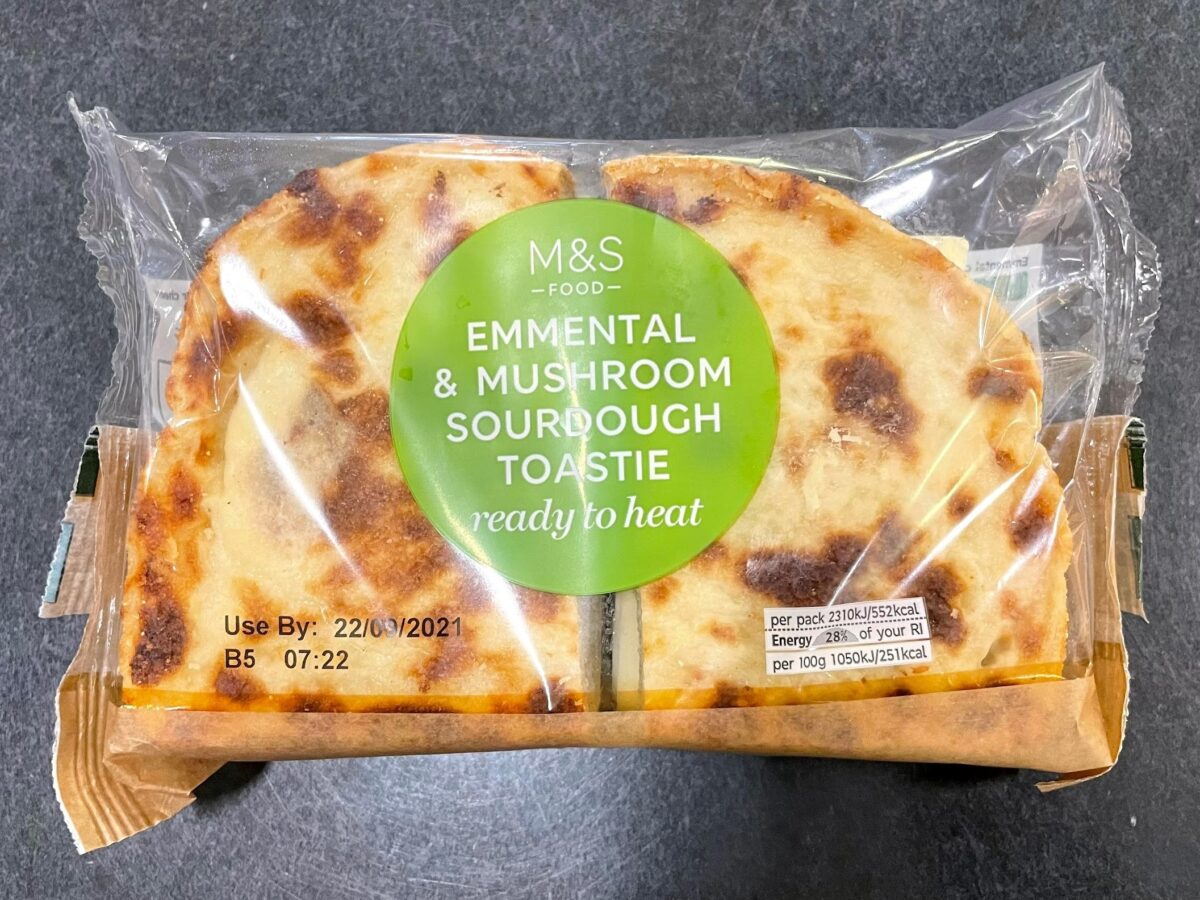 M&S
FOOD
EMMENTAL
& MUSHROOM
SOURDOUGH
TOASTIE
ready to heat
Use By: 22/09/2021
B5 07:22
per pack 2310kJ/552kcal
Energy 28% of your RI
per 100g 1050kJ/251kcal